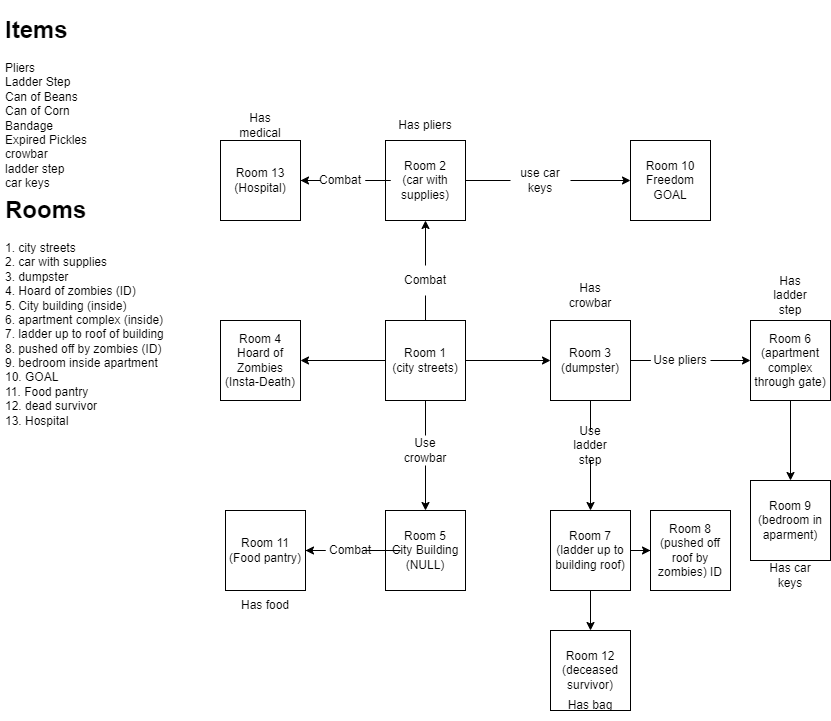 Items
Pliers
Ladder Step
Can of Beans
Can of Corn
Bandage
Expired Pickles
crowbar
ladder step
car keys
Rooms
1. city streets
2. car with supplies
3. dumpster
4. Hoard of zombies (ID)
5. City building (inside)
6. apartment complex (inside)
7. ladder up to roof of building
8. pushed off by zombies (ID)
9. bedroom inside apartment
10. GOAL
11. Food pantry
12. dead survivor
13. Hospital
Has
medical
Room 13
(Hospital)
Combat
Has pliers
Room 2
(car with
supplies)
use car
keys
Room 10
Freedom
GOAL
Combat
Room 4
Hoard of
Zombies
(Insta-Death)
Room 1
(city streets)
Has
crowbar
Room 3
(dumpster)
Use pliers
Has
ladder
step
Room 6
(apartment
complex
through gate)
Use
crowbar
Use
ladder
step
Room 11
(Food pantry)
Has food
Combat
Room 5
City Building
(NULL)
Room 7
(ladder up to
building roof)
Room 8
(pushed off
roof by
zombies) ID
Room 9
(bedroom in
aparment)
Has car
keys
Room 12
(deceased
survivor)
Has bag